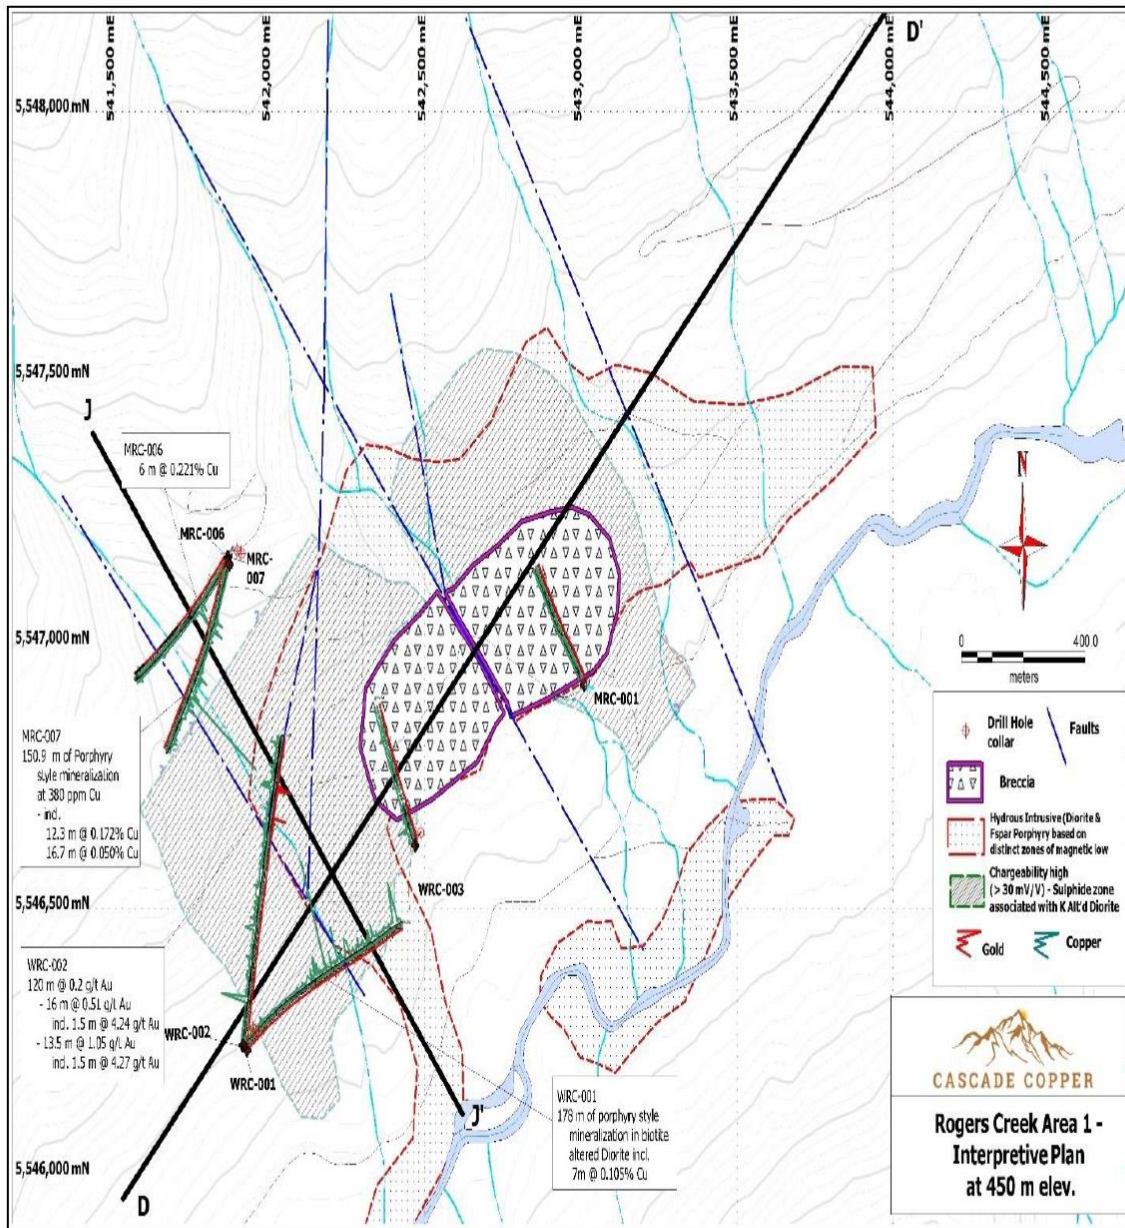 541,500 mE
542,000 mE
542,500 mE
543,000 mE
543,500 mE
544,000 mE
544,500 mE
D'
5,548,000 mN
5,547,500 mN
J
MRC-006
6 m @ 0.221% Cu
MRC-006
MRC-
007
N
5,547,000 mN
0 400.0
meters
MRC-001
MRC-007
150.9 m of Porphyry
style mineralization
at 380 ppm Cu
- incl.
12.3 m @ 0.172% Cu
16.7 m @ 0.050% Cu
Drill Hole
collar
Faults
Breccia
Hydrous Intrusive (Diorite &
Fspar Porphyry based on
distinct zones of magnetic low
Chargeability high
(> 30 mV/V) - Sulphide zone
associated with K Alt'd Diorite
Gold
Copper
WRC-003
5,546,500 mN
WRC-002
120 m @ 0.2 g/t Au
- 16 m @ 0.51 g/t Au
incl. 1.5 m @ 4.24 g/t Au
- 13.5 m @ 1.05 g/t Au
incl. 1.5 m @ 4.27 g/t Au
WRC-002
WRC-001
J'
WRC-001
178 m of porphyry style
mineralization in biotite
altered Diorite incl.
7m @ 0.105% Cu
5,546,000 mN
D
CASCADE COPPER
Rogers Creek Area 1 -
Interpretive Plan
at 450 m elev.